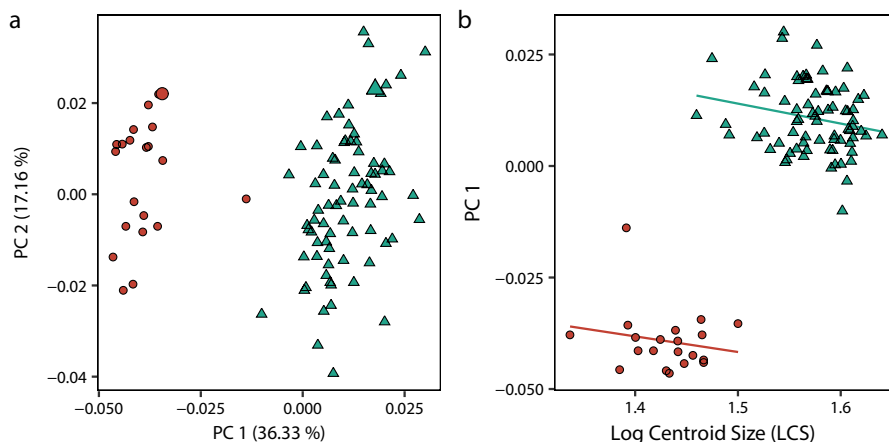 a
0.02
0.00
−0.02
−0.04
PC 2 (17.16 %)
−0.050
−0.025
0.000
0.025
PC 1 (36.33 %)
b
0.025
0.000
−0.025
−0.050
PC 1
1.4
1.5
1.6
Log Centroid Size (LCS)